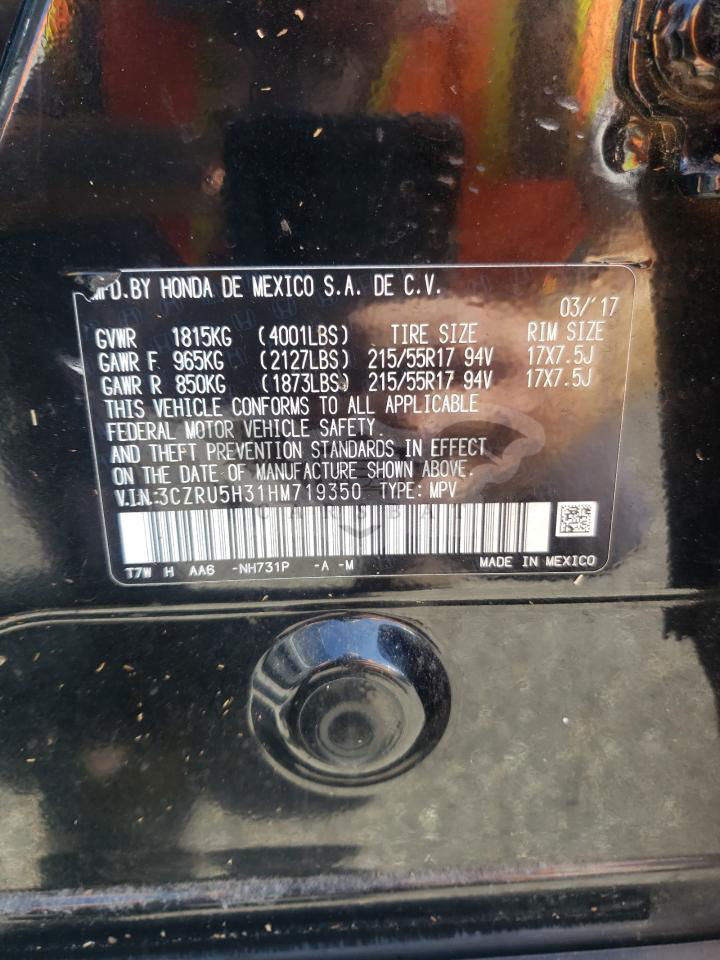 MFD.BY HONDA DE MEXICO S.A. DE C.V.
03/'17
GVWR 1815KG (4001LBS) TIRE SIZE RIM SIZE
GAWR F 965KG (2127LBS) 215/55R17 94V 17X7.5J
GAWR R 850KG (1873LBS) 215/55R17 94V 17X7.5J
THIS VEHICLE CONFORMS TO ALL APPLICABLE
FEDERAL MOTOR VEHICLE SAFETY,
AND THEFT PREVENTION STANDARDS IN EFFECT
ON THE DATE OF MANUFACTURE SHOWN ABOVE.
V.I.N:3CZRU5H31HM719350 TYPE: MPV
T7W H AA6 -NH731P -A -M MADE IN MEXICO